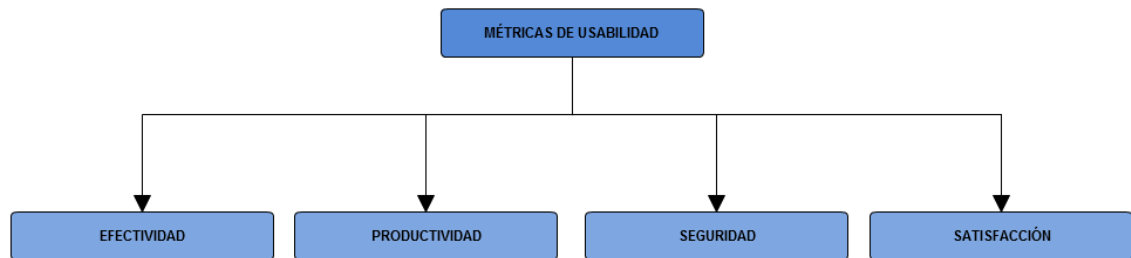 MÉTRICAS DE USABILIDAD
EFECTIVIDAD
PRODUCTIVIDAD
SEGURIDAD
SATISFACCIÓN